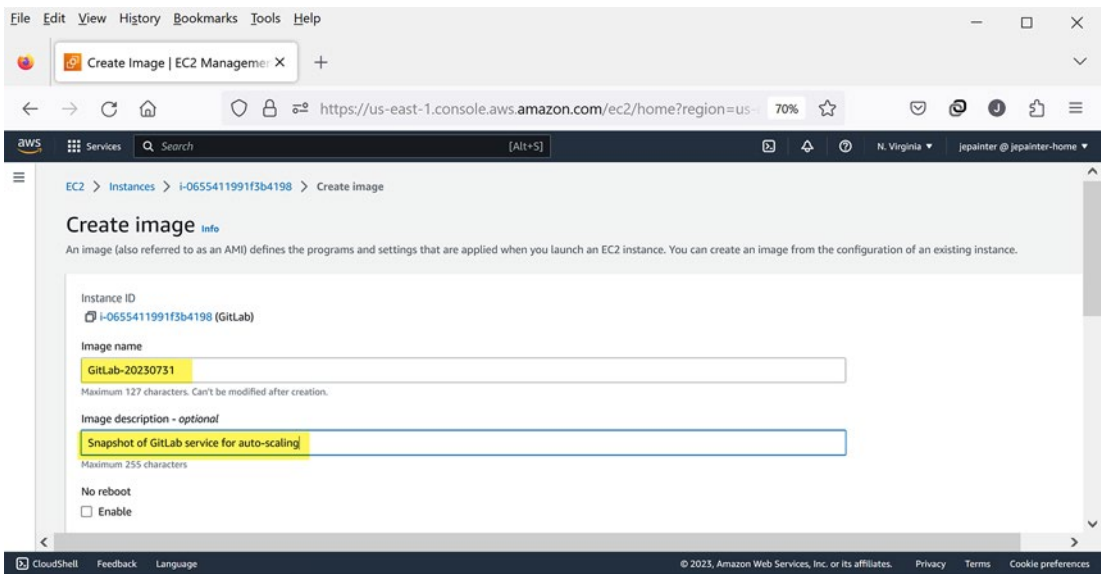 File Edit View History Bookmarks Tools Help
Create Image | EC2 Managemen
https://us-east-1.console.aws.amazon.com/ec2/home?region=us- 70%
aws Services Search [Alt+S] N. Virginia jepainter @ jepainter-home
EC2 > Instances > i-0655411991f3b4198 > Create image
Create image Info
An image (also referred to as an AMI) defines the programs and settings that are applied when you launch an EC2 instance. You can create an image from the configuration of an existing instance.
Instance ID
i-0655411991f3b4198 (GitLab)
Image name
GitLab-20230731
Maximum 127 characters. Can't be modified after creation.
Image description - optional
Snapshot of GitLab service for auto-scaling
Maximum 255 characters
No reboot
Enable
CloudShell Feedback Language © 2023, Amazon Web Services, Inc. or its affiliates. Privacy Terms Cookie preferences